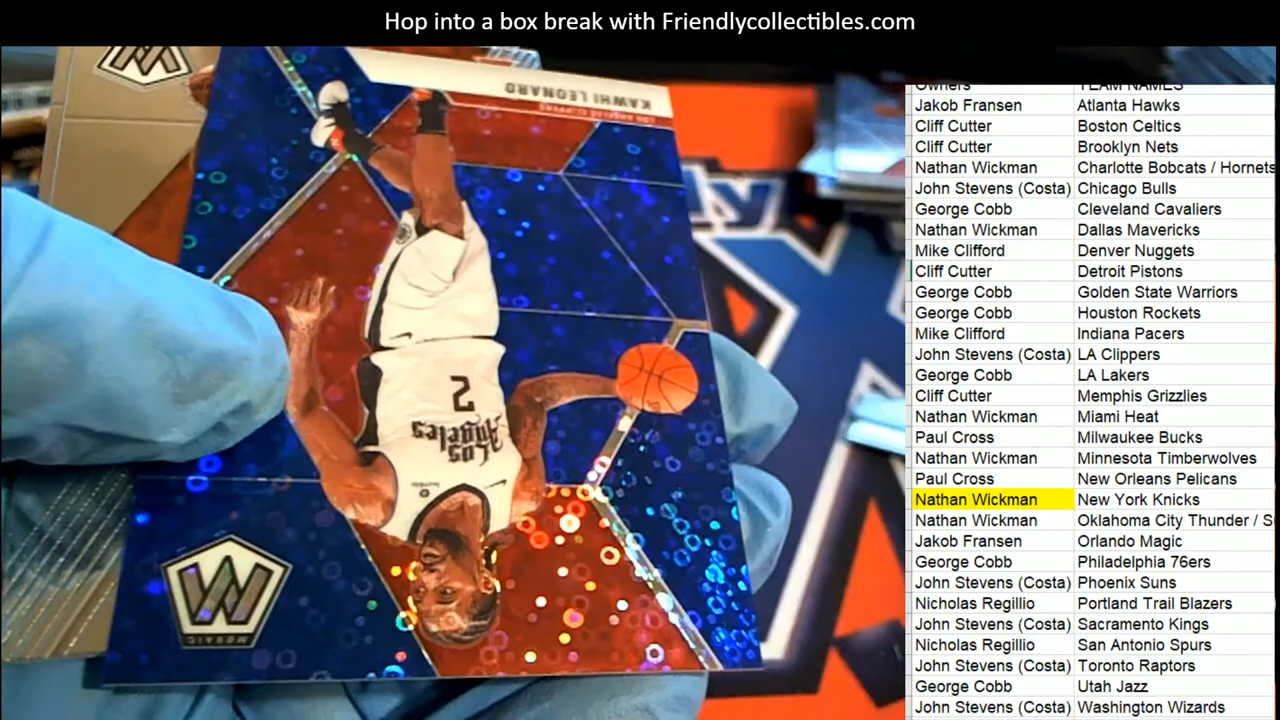 Hop into a box break with Friendlycollectibles.com
KAWHI LEONARD
LOS ANGELES CLIPPERS
2
Los
Angeles
bumble
MOSAIC
ly
Owners TEAM NAMES
Jakob Fransen Atlanta Hawks
Cliff Cutter Boston Celtics
Cliff Cutter Brooklyn Nets
Nathan Wickman Charlotte Bobcats / Hornets
John Stevens (Costa) Chicago Bulls
George Cobb Cleveland Cavaliers
Nathan Wickman Dallas Mavericks
Mike Clifford Denver Nuggets
Cliff Cutter Detroit Pistons
George Cobb Golden State Warriors
George Cobb Houston Rockets
Mike Clifford Indiana Pacers
John Stevens (Costa) LA Clippers
George Cobb LA Lakers
Cliff Cutter Memphis Grizzlies
Nathan Wickman Miami Heat
Paul Cross Milwaukee Bucks
Nathan Wickman Minnesota Timberwolves
Paul Cross New Orleans Pelicans
Nathan Wickman New York Knicks
Nathan Wickman Oklahoma City Thunder / S
Jakob Fransen Orlando Magic
George Cobb Philadelphia 76ers
John Stevens (Costa) Phoenix Suns
Nicholas Regillio Portland Trail Blazers
John Stevens (Costa) Sacramento Kings
Nicholas Regillio San Antonio Spurs
John Stevens (Costa) Toronto Raptors
George Cobb Utah Jazz
John Stevens (Costa) Washington Wizards